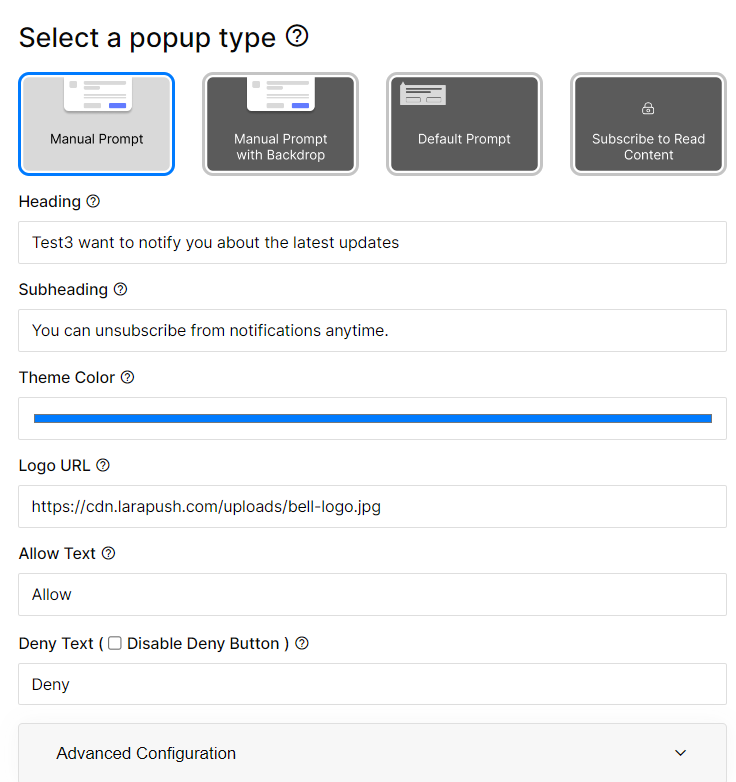 Select a popup type
Manual Prompt
Manual Prompt
with Backdrop
Default Prompt
Subscribe to Read
Content
Heading
Test3 want to notify you about the latest updates
Subheading
You can unsubscribe from notifications anytime.
Theme Color
Logo URL
https://cdn.larapush.com/uploads/bell-logo.jpg
Allow Text
Allow
Deny Text ( Disable Deny Button )
Deny
Advanced Configuration